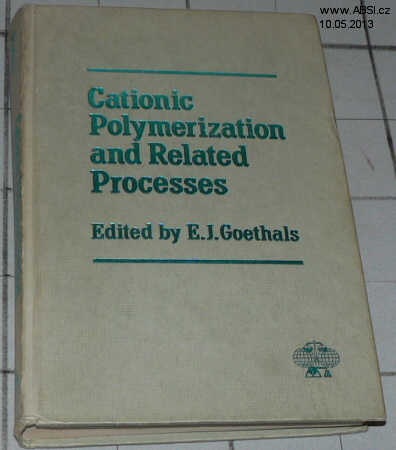 www.ABSI.cz
10.05.2013
Cationic
Polymerization
and Related
Processes
Edited by E.J.Goethals